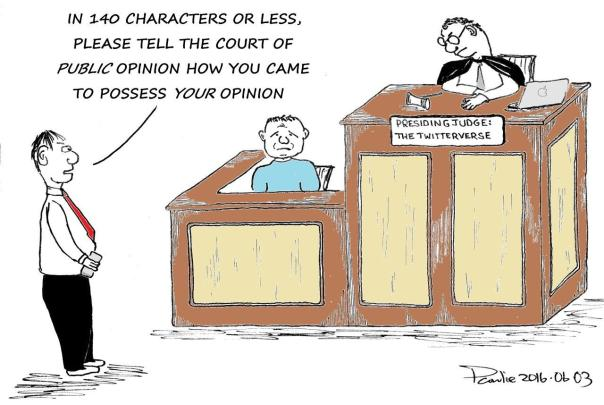 IN 140 CHARACTERS OR LESS,
PLEASE TELL THE COURT OF
PUBLIC OPINION HOW YOU CAME
TO POSSESS YOUR OPINION
PRESIDING JUDGE:
THE TWITTERVERSE
2016.06.03